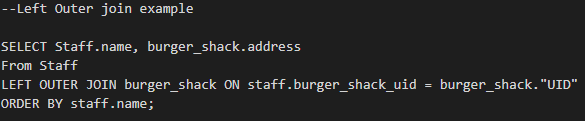 --Left Outer join example
SELECT Staff.name, burger_shack.address
From Staff
LEFT OUTER JOIN burger_shack ON staff.burger_shack_uid = burger_shack."UID"
ORDER BY staff.name;